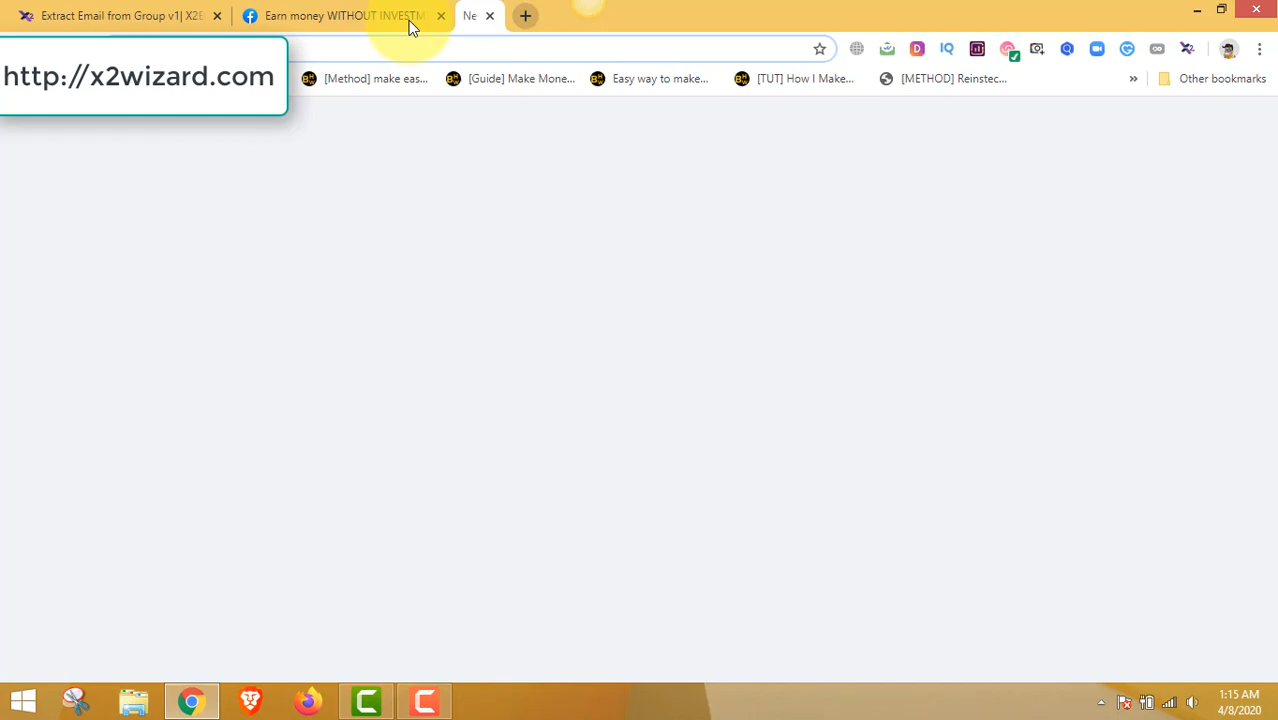 Extract Email from Group v1| X2E
Earn money WITHOUT INVESTM
Ne
http://x2wizard.com
[Method] make eas...
[Guide] Make Mone...
Easy way to make...
[TUT] How I Make...
[METHOD] Reinstec...
»
Other bookmarks
1:15 AM
4/8/2020